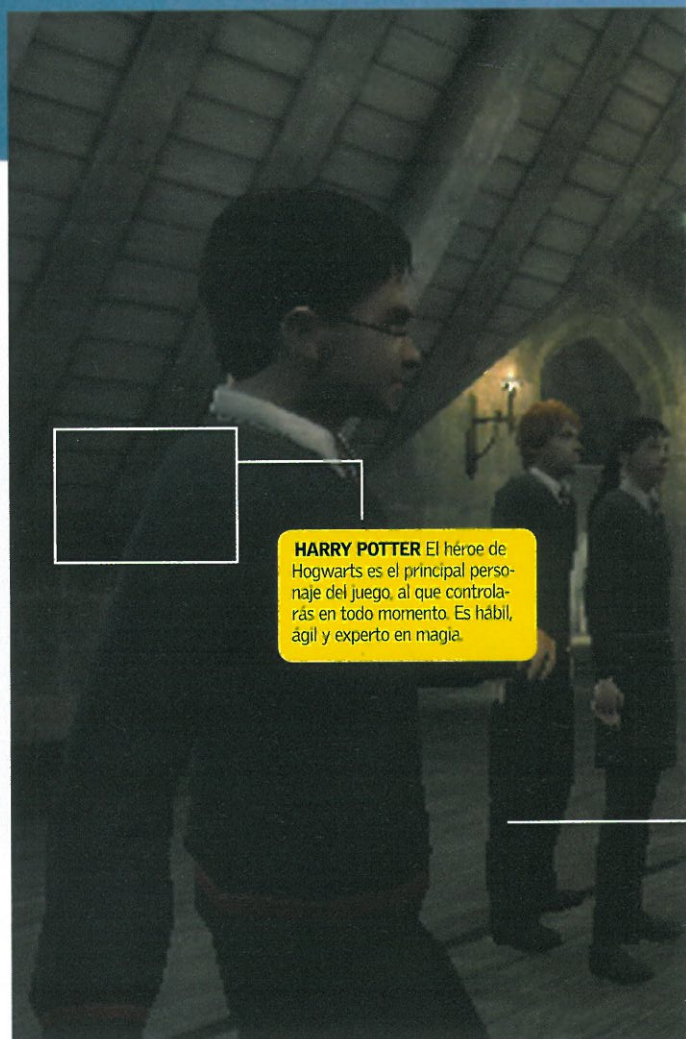 HARRY POTTER El héroe de
Hogwarts es el principal perso-
naje del juego, al que controla-
rás en todo momento. Es hábil,
ágil y experto en magia.